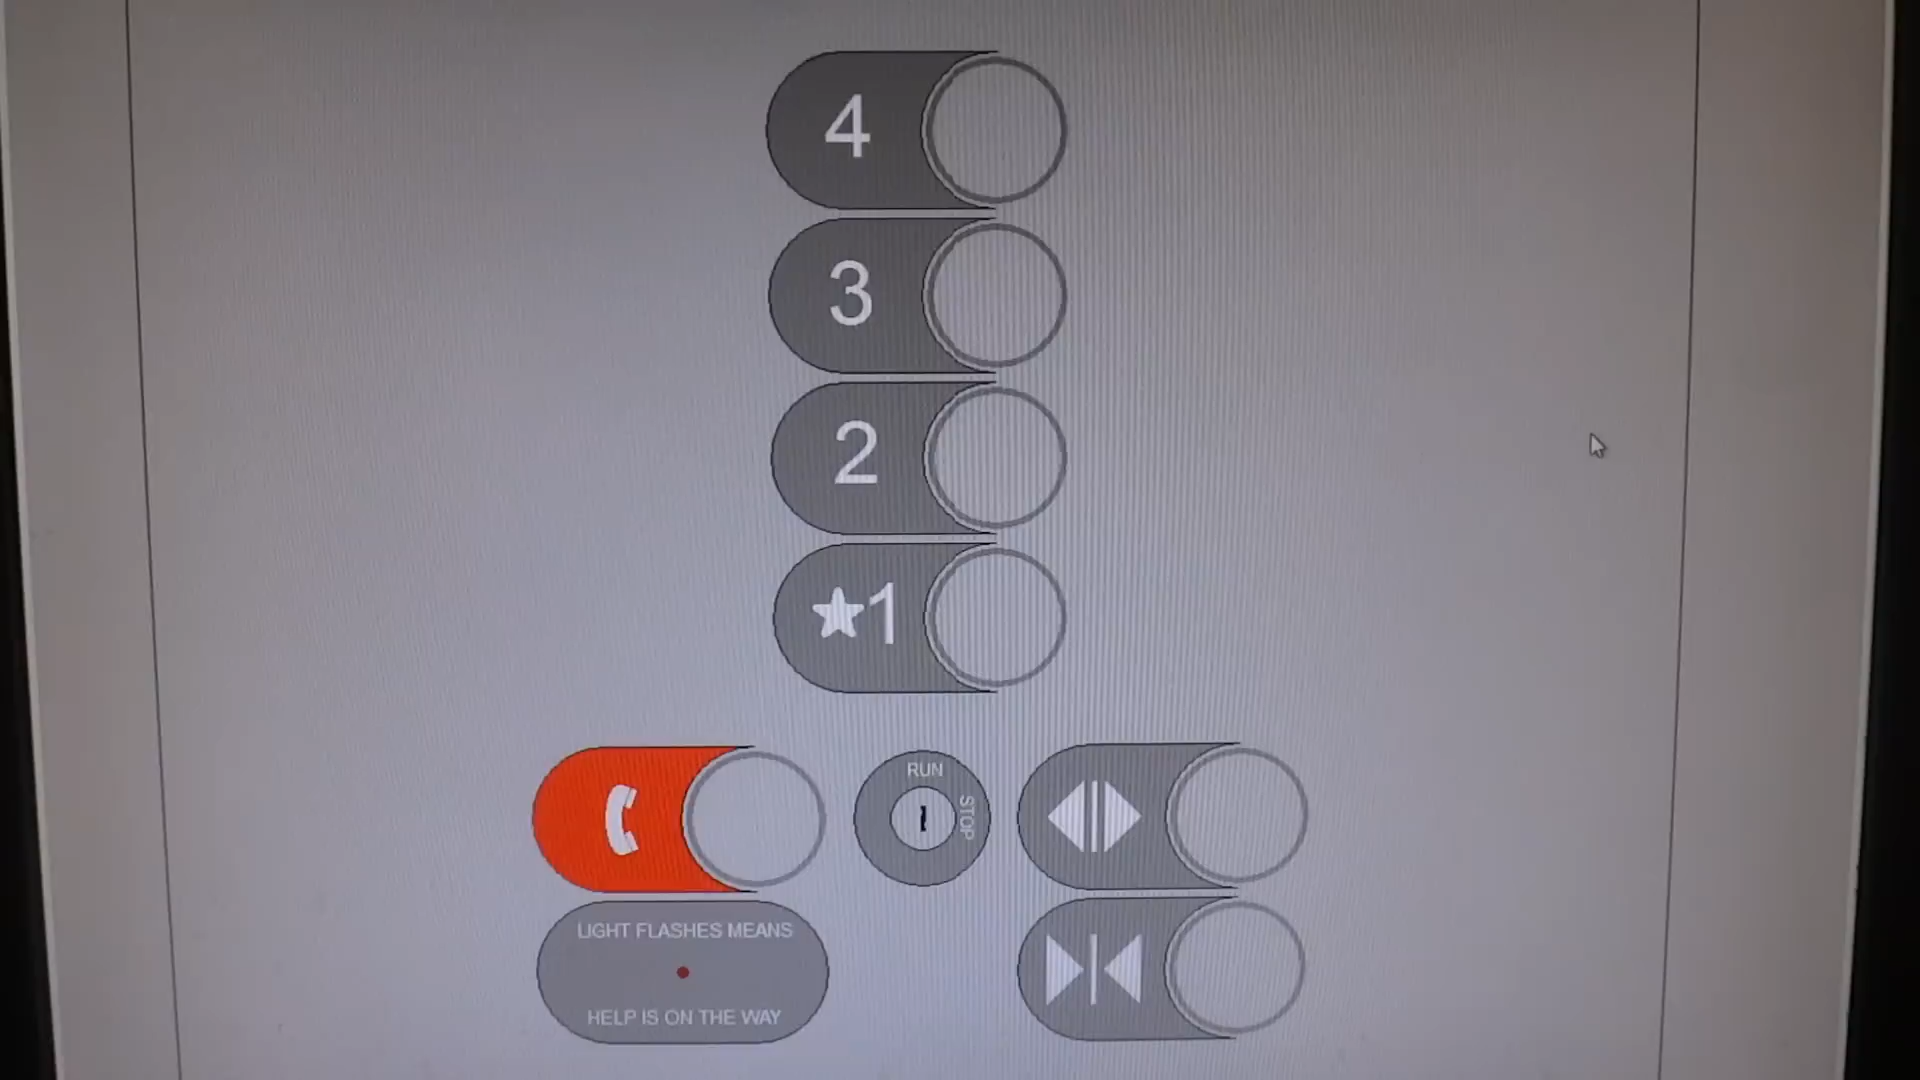 4
3
2
★1
RUN
STOP
LIGHT FLASHES MEANS
HELP IS ON THE WAY